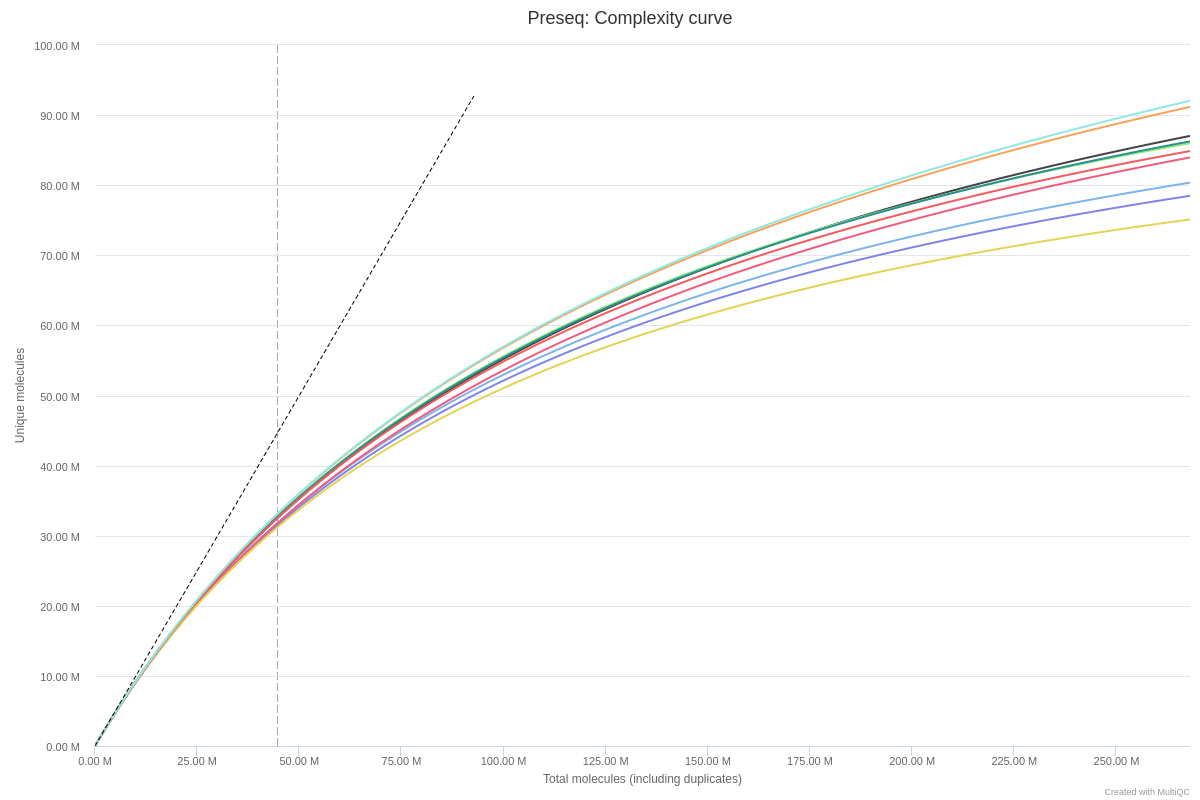 Preseq: Complexity curve
100.00 M
90.00 M
80.00 M
70.00 M
60.00 M
50.00 M
40.00 M
30.00 M
20.00 M
10.00 M
0.00 M
Unique molecules
0.00 M 25.00 M 50.00 M 75.00 M 100.00 M 125.00 M 150.00 M 175.00 M 200.00 M 225.00 M 250.00 M
Total molecules (including duplicates)
Created with MultiQC